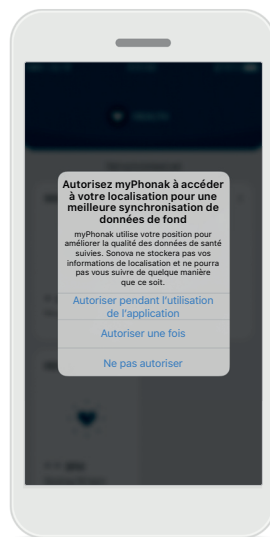 Autorisez myPhonak à accéder
à votre localisation pour une
meilleure synchronisation de
données de fond
myPhonak utilise votre position pour
améliorer la qualité des données de santé
suivies. Sonova ne stockera pas vos
informations de localisation et ne pourra
pas vous suivre de quelque manière
que ce soit.
Autoriser pendant l'utilisation
de l'application
Autoriser une fois
Ne pas autoriser